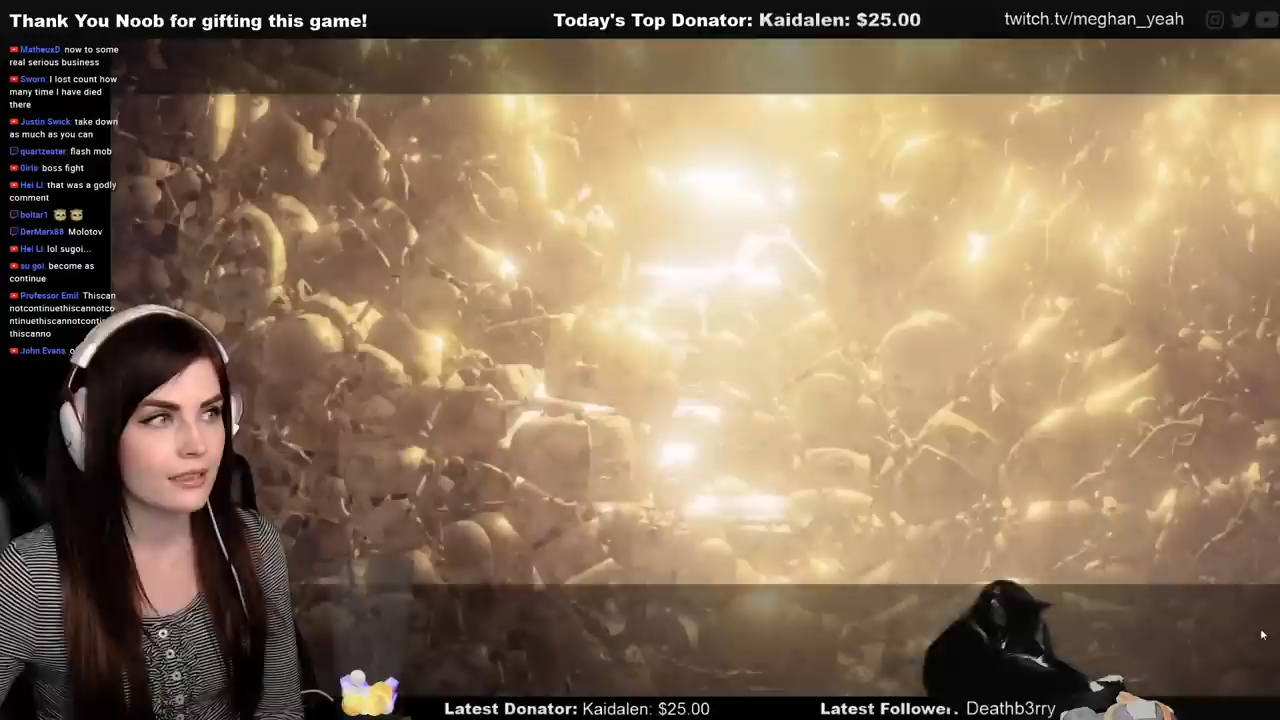 Thank You Noob for gifting this game!
Today's Top Donator: Kaidalen: $25.00
twitch.tv/meghan_yeah
MatheuxD now to some
real serious business
Sworn: I lost count how
many time I have died
there
Justin Swick: take down
as much as you can
quartzeater: flash mob
Giris: boss fight
Hei Li: that was a godly
comment
boltar1
DerMarx88 Molotov
Hei Li: lol sugoi...
su goi: become as
continue
Professor Emil: Thiscan
notcontinuethiscannotco
thiscanno
John Evans:
Latest Donator: Kaidalen: $25.00
Latest Follower: Deathb3rry